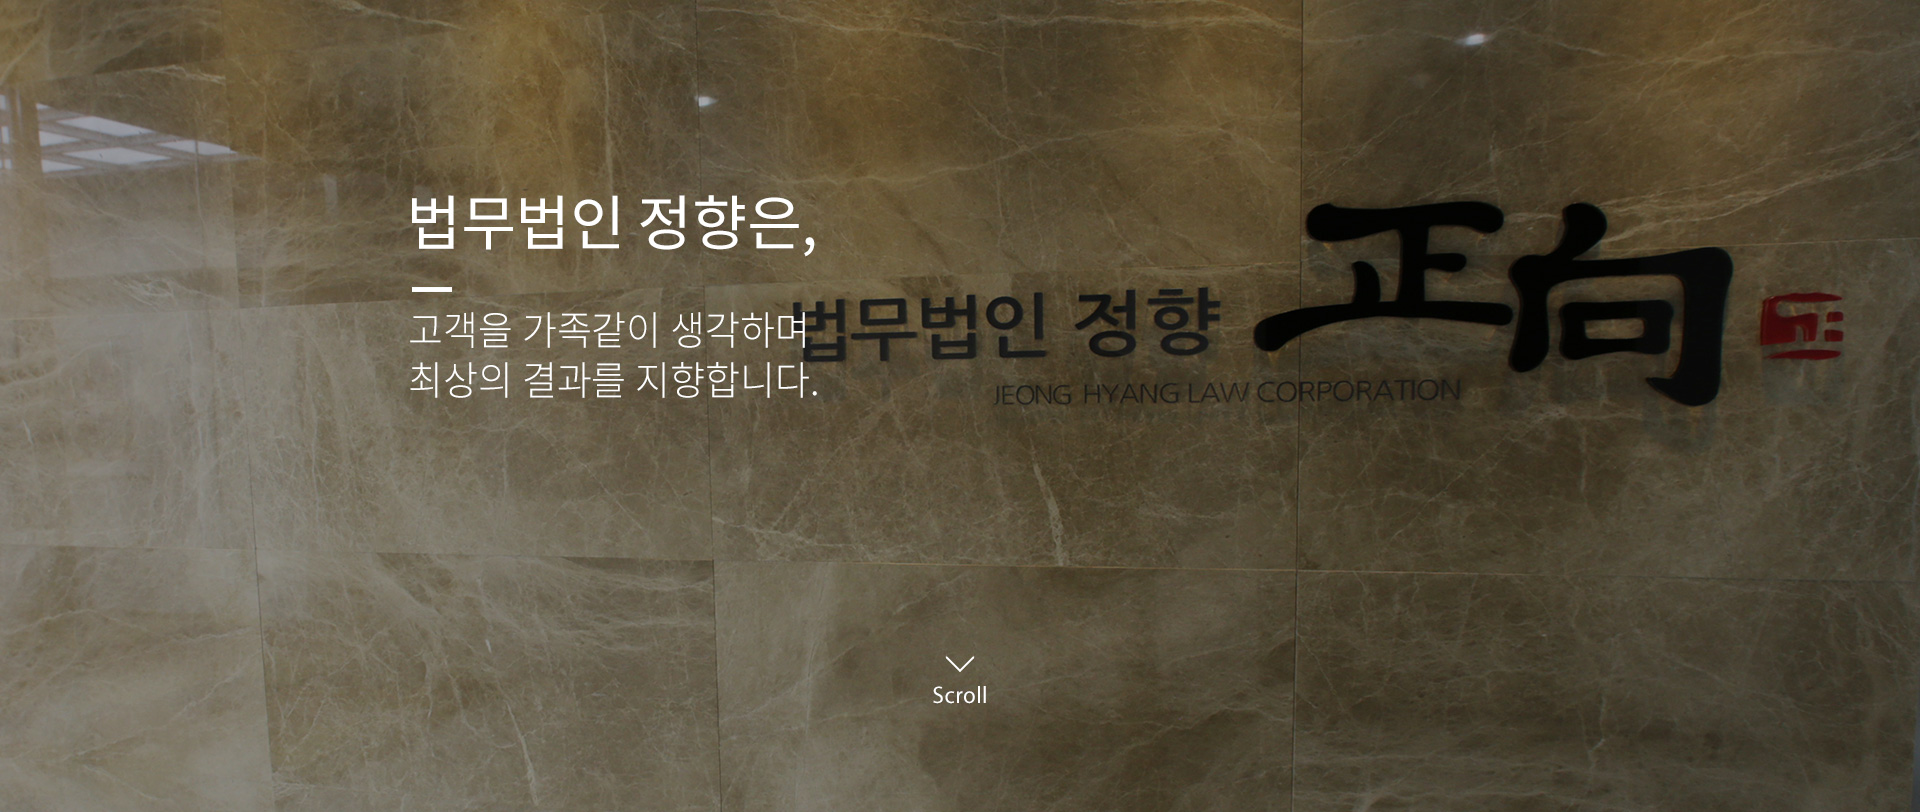 법무법인 정향은,
고객을 가족같이 생각하며
최상의 결과를 지향합니다.
법무법인 정향 正向
JEONG HYANG LAW CORPORATION
Scroll